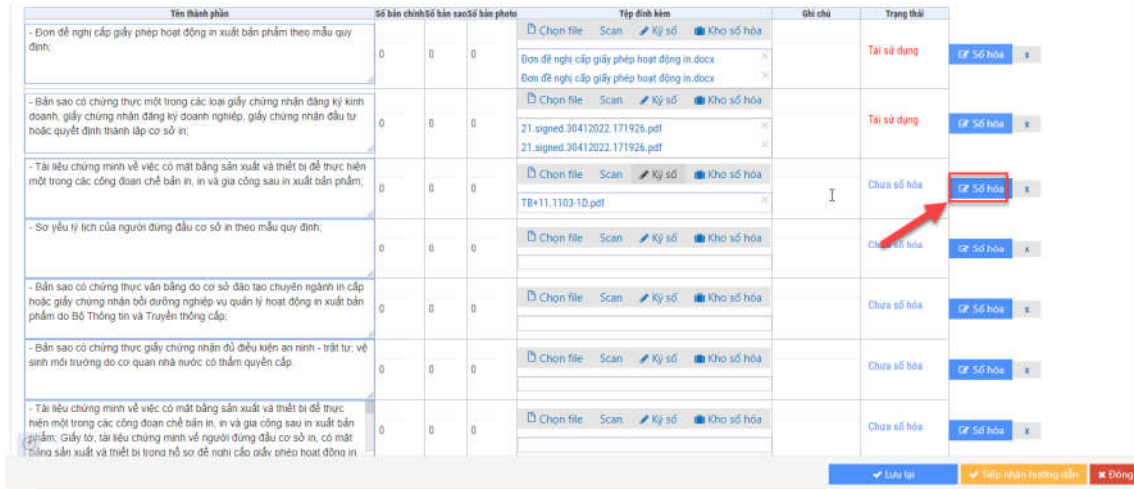 Tên thành phần Số bản chính Số bản sao Số bản photo Tệp đính kèm Ghi chú Trạng thái
- Đơn đề nghị cấp giấy phép hoạt động in xuất bản phẩm theo mẫu quy
định;
0 0 0
Chọn file Scan Ký số Kho số hóa
Đơn đề nghị cấp giấy phép hoạt động in.docx
Đơn đề nghị cấp giấy phép hoạt động in.docx
Tái sử dụng
Số hóa x
- Bản sao có chứng thực một trong các loại giấy chứng nhận đăng ký kinh
doanh, giấy chứng nhận đăng ký doanh nghiệp, giấy chứng nhận đầu tư
hoặc quyết định thành lập cơ sở in;
0 0 0
Chọn file Scan Ký số Kho số hóa
21.signed.30412022.171926.pdf
21.signed.30412022.171926.pdf
Tái sử dụng
Số hóa x
- Tài liệu chứng minh về việc có mặt bằng sản xuất và thiết bị để thực hiện
một trong các công đoạn chế bản in, in và gia công sau in xuất bản phẩm;
0 0 0
Chọn file Scan Ký số Kho số hóa
TB+11.1103-1D.pdf
Chưa số hóa
Số hóa x
- Sơ yếu lý lịch của người đứng đầu cơ sở in theo mẫu quy định;
0 0 0
Chọn file Scan Ký số Kho số hóa
Chưa số hóa
Số hóa x
- Bản sao có chứng thực văn bằng do cơ sở đào tạo chuyên ngành in cấp
hoặc giấy chứng nhận bồi dưỡng nghiệp vụ quản lý hoạt động in xuất bản
phẩm do Bộ Thông tin và Truyền thông cấp;
0 0 0
Chọn file Scan Ký số Kho số hóa
Chưa số hóa
Số hóa x
- Bản sao có chứng thực giấy chứng nhận đủ điều kiện an ninh - trật tự; vệ
sinh môi trường do cơ quan nhà nước có thẩm quyền cấp.
0 0 0
Chọn file Scan Ký số Kho số hóa
Chưa số hóa
Số hóa x
- Tài liệu chứng minh về việc có mặt bằng sản xuất và thiết bị để thực
hiện một trong các công đoạn chế bản in, in và gia công sau in xuất bản
phẩm; Giấy tờ, tài liệu chứng minh về người đứng đầu cơ sở in, có mặt
bằng sản xuất và thiết bị trong hồ sơ đề nghị cấp giấy phép hoạt động in
0 0 0
Chọn file Scan Ký số Kho số hóa
Chưa số hóa
Số hóa x
Lưu lại Tiếp nhận hướng dẫn Đóng